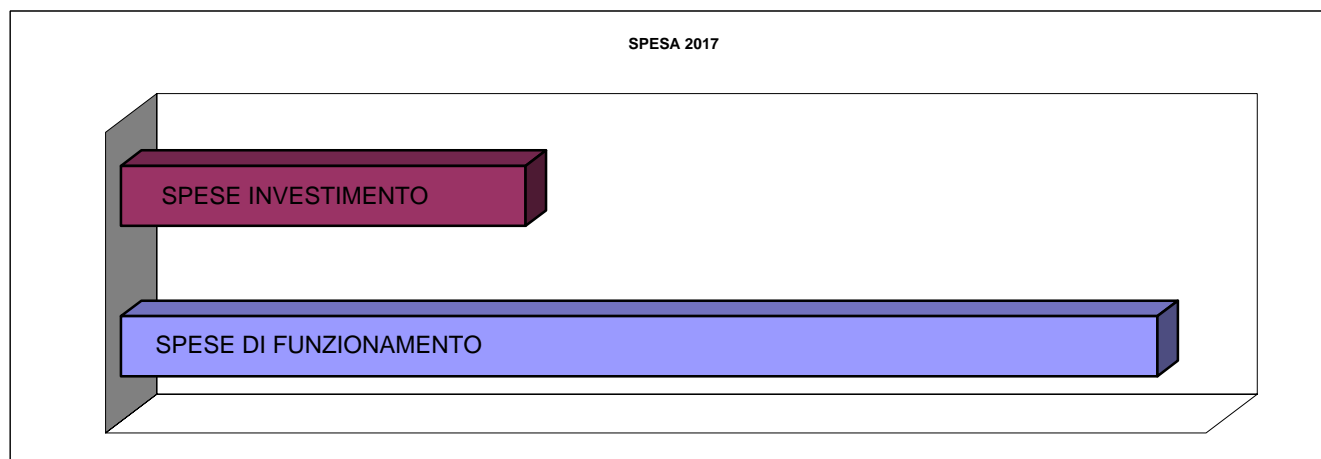 SPESA 2017
SPESE INVESTIMENTO
SPESE DI FUNZIONAMENTO